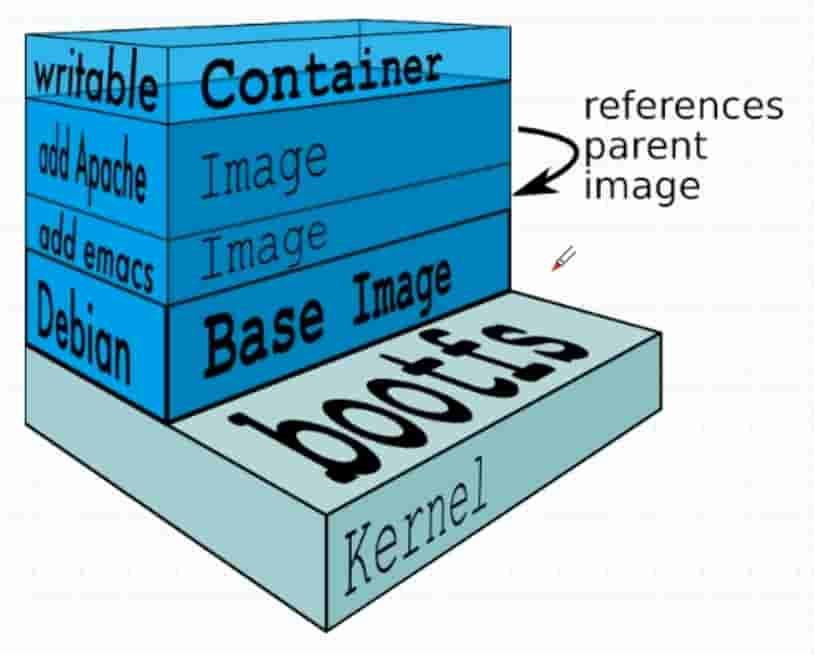 writable
Container
add Apache
Image
references
parent
image
add emacs
Image
Debian
Base Image
bootfs
Kernel